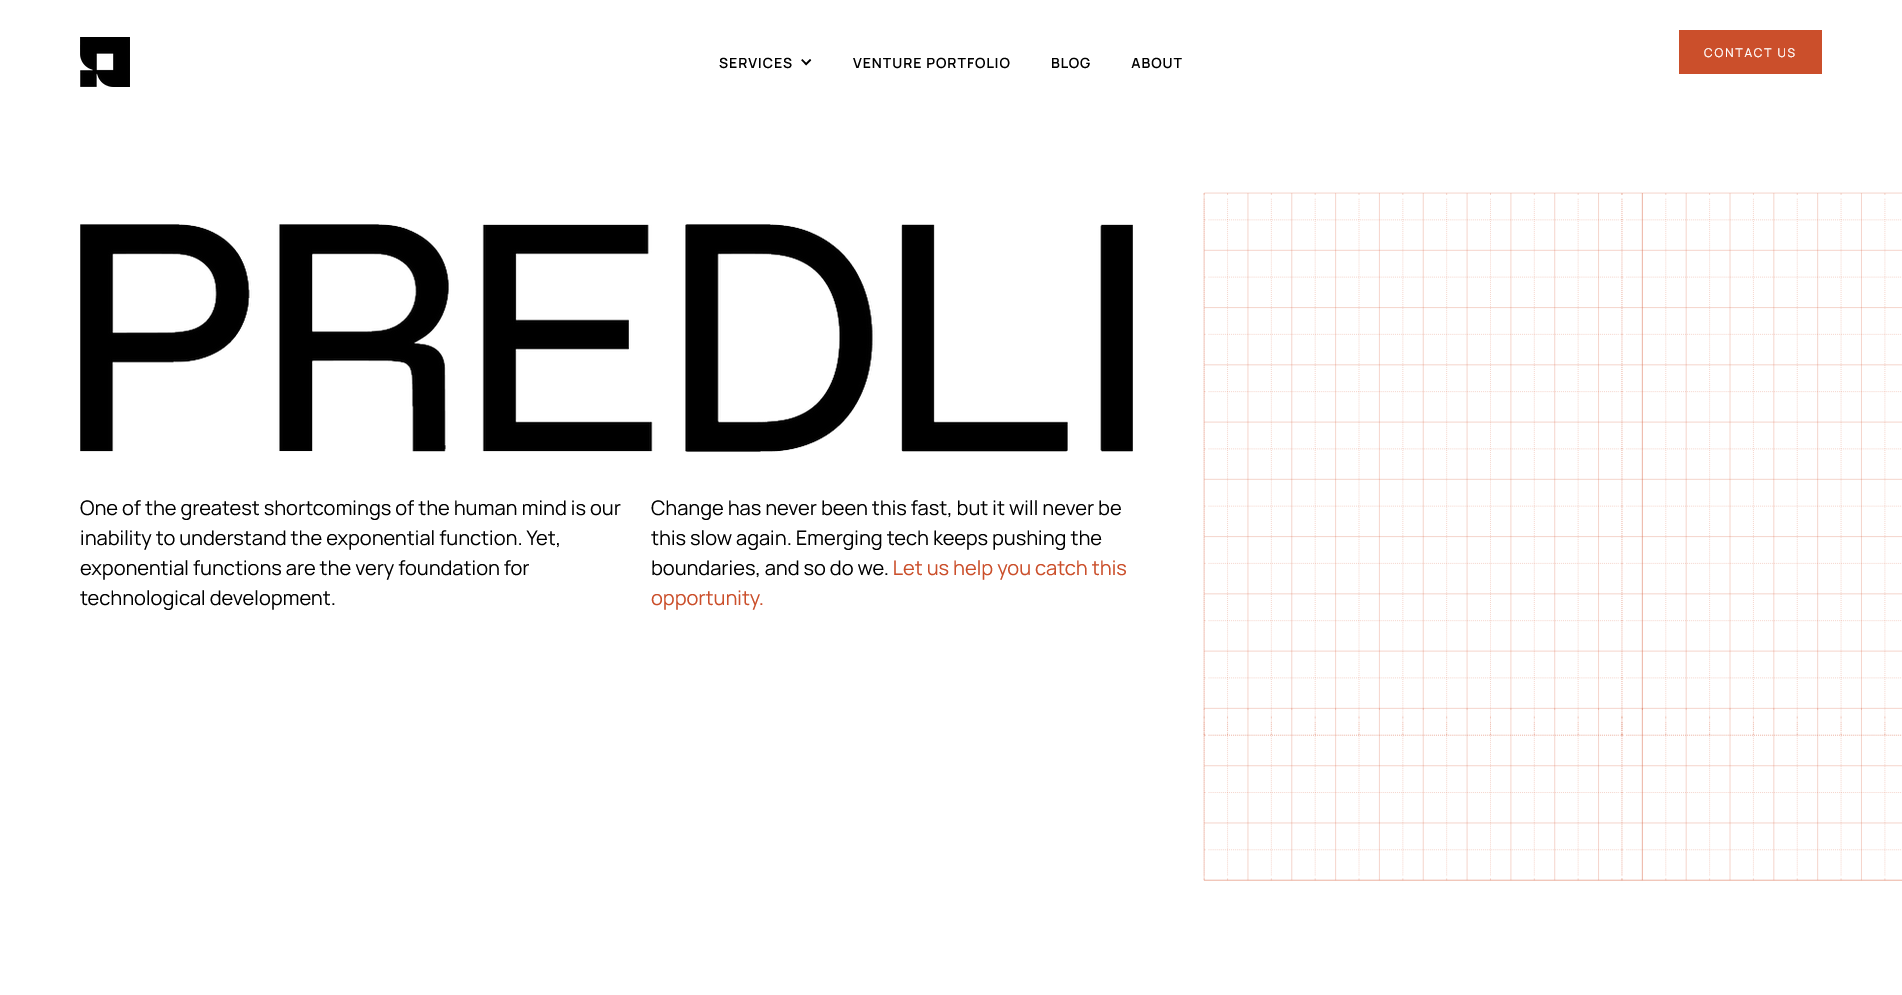 SERVICES
VENTURE PORTFOLIO
BLOG
ABOUT
CONTACT US
PREDLI
One of the greatest shortcomings of the human mind is our
inability to understand the exponential function. Yet,
exponential functions are the very foundation for
technological development.
Change has never been this fast, but it will never be
this slow again. Emerging tech keeps pushing the
boundaries, and so do we. Let us help you catch this
opportunity.